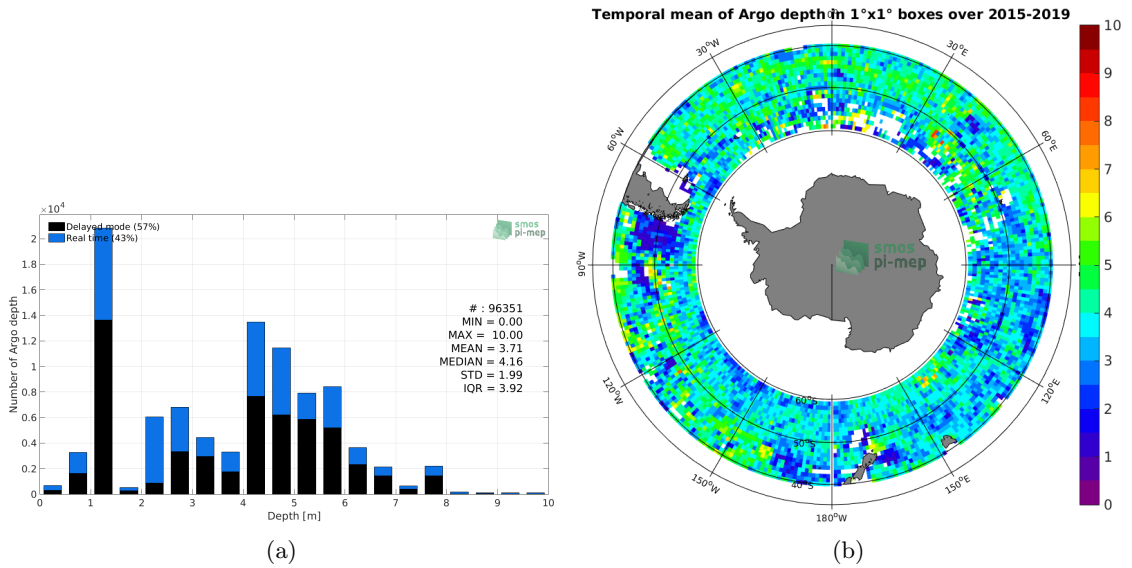 ×10⁴
Delayed mode (57%)
Real time (43%)
smos
pi-mep
2
1.8
1.6
1.4
1.2
1
0.8
0.6
0.4
0.2
0
Number of Argo depth
# : 96351
MIN = 0.00
MAX = 10.00
MEAN = 3.71
MEDIAN = 4.16
STD = 1.99
IQR = 3.92
0 1 2 3 4 5 6 7 8 9 10
Depth [m]
(a)
Temporal mean of Argo depth in 1°x1° boxes over 2015-2019
0°
30°W
30°E
60°W
60°E
90°W
120°W
120°E
150°W
150°E
180°W
60°S
50°S
40°S
smos
pi-mep
10
9
8
7
6
5
4
3
2
1
0
(b)